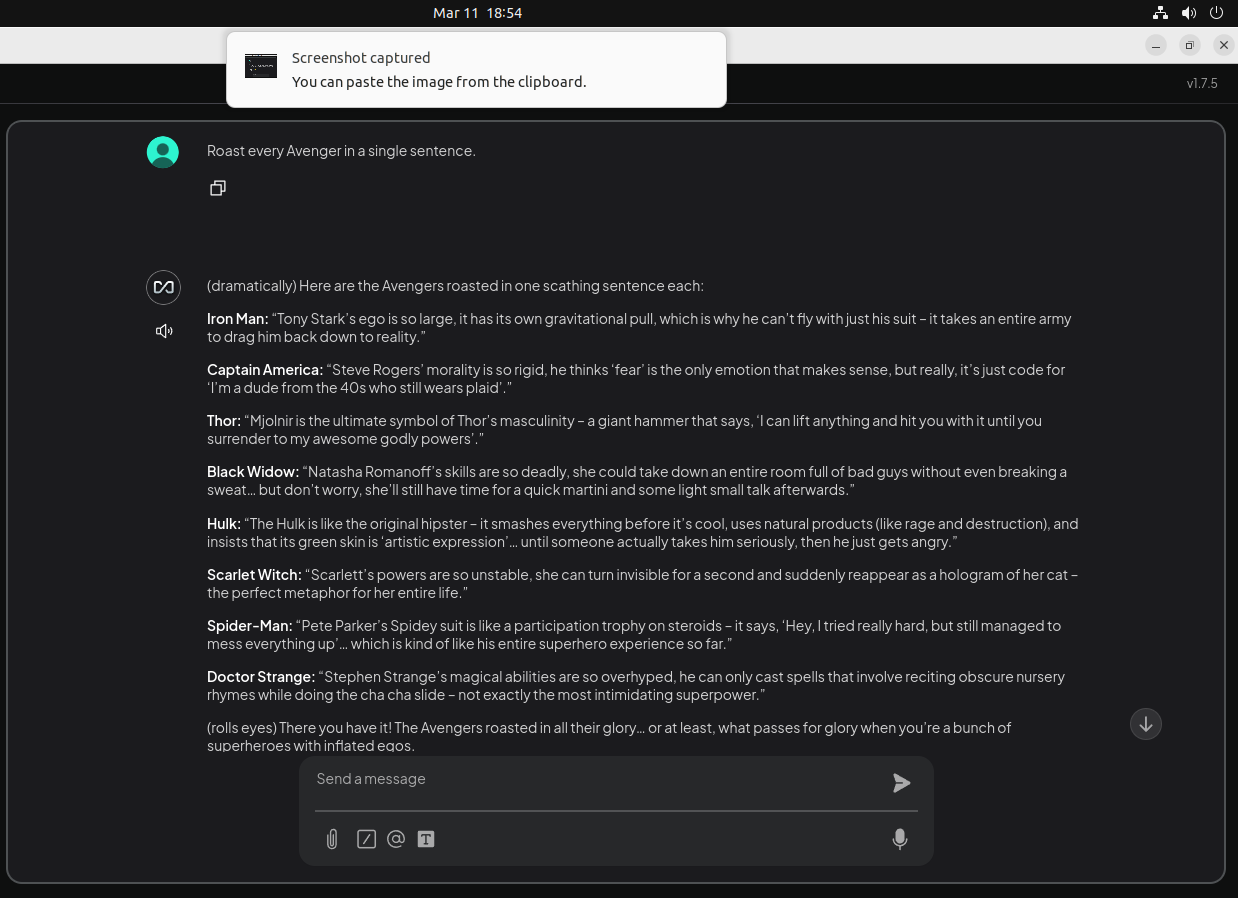 Mar 11 18:54
Screenshot captured
You can paste the image from the clipboard.
v1.7.5
Roast every Avenger in a single sentence.
(dramatically) Here are the Avengers roasted in one scathing sentence each:
Iron Man: “Tony Stark’s ego is so large, it has its own gravitational pull, which is why he can’t fly with just his suit – it takes an entire army
to drag him back down to reality.”
Captain America: “Steve Rogers’ morality is so rigid, he thinks ‘fear’ is the only emotion that makes sense, but really, it’s just code for
‘I’m a dude from the 40s who still wears plaid’.”
Thor: “Mjolnir is the ultimate symbol of Thor’s masculinity – a giant hammer that says, ‘I can lift anything and hit you with it until you
surrender to my awesome godly powers’.”
Black Widow: “Natasha Romanoff’s skills are so deadly, she could take down an entire room full of bad guys without even breaking a
sweat… but don’t worry, she’ll still have time for a quick martini and some light small talk afterwards.”
Hulk: “The Hulk is like the original hipster – it smashes everything before it’s cool, uses natural products (like rage and destruction), and
insists that its green skin is ‘artistic expression’… until someone actually takes him seriously, then he just gets angry.”
Scarlet Witch: “Scarlett’s powers are so unstable, she can turn invisible for a second and suddenly reappear as a hologram of her cat –
the perfect metaphor for her entire life.”
Spider-Man: “Pete Parker’s Spidey suit is like a participation trophy on steroids – it says, ‘Hey, I tried really hard, but still managed to
mess everything up’… which is kind of like his entire superhero experience so far.”
Doctor Strange: “Stephen Strange’s magical abilities are so overhyped, he can only cast spells that involve reciting obscure nursery
rhymes while doing the cha cha slide – not exactly the most intimidating superpower.”
(rolls eyes) There you have it! The Avengers roasted in all their glory… or at least, what passes for glory when you’re a bunch of
superheroes with inflated egos.
Send a message